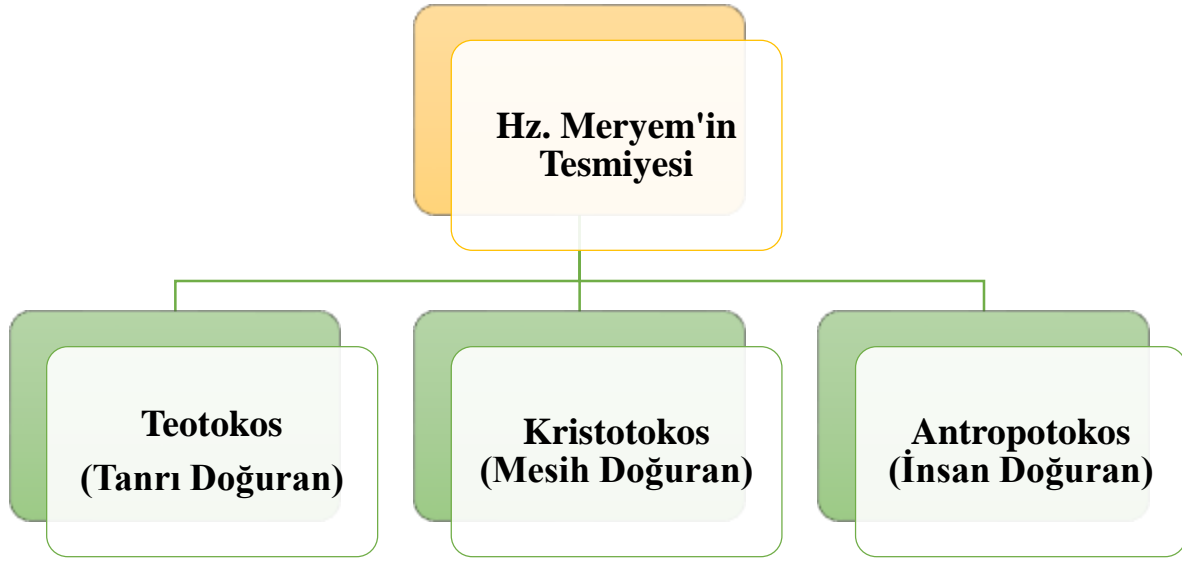 Hz. Meryem'in
Tesmiyesi
Teotokos
(Tanrı Doğuran)
Kristotokos
(Mesih Doğuran)
Antropotokos
(İnsan Doğuran)